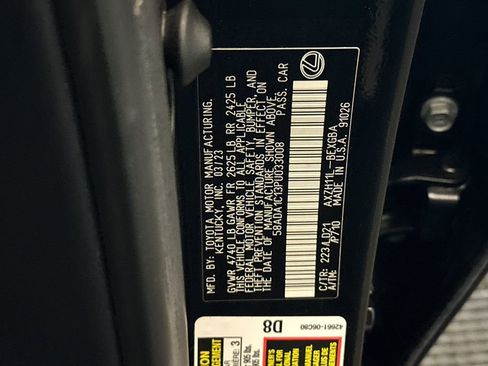 MFD. BY:
TOYOTA MOTOR MANUFACTURING,
KENTUCKY, INC. 03/23
GVWR 4740 LB GAWR FR 2625 LB RR 2425 LB
THIS VEHICLE CONFORMS TO ALL APPLICABLE
FEDERAL MOTOR VEHICLE SAFETY, BUMPER, AND
THEFT PREVENTION STANDARDS IN EFFECT ON
THE DATE OF MANUFACTURE SHOWN ABOVE.
58ADA1C13PU033008 PASS. CAR
C/TR: 223/LD21 AXZH11L-BEXGBA
A/TM: /P710 MADE IN U.S.A. 91026
D8
42661-06C80